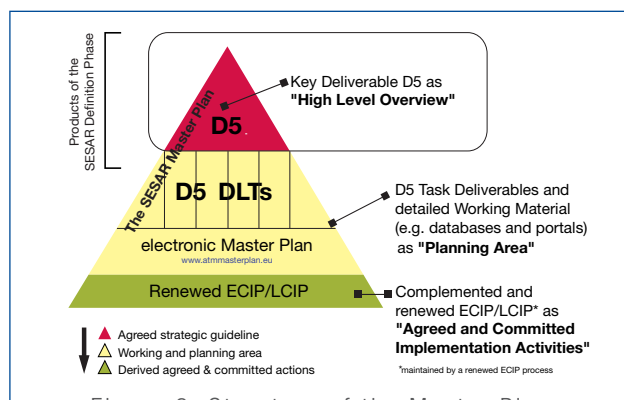 Products of the
SESAR Definition Phase
The SESAR Master Plan
Key Deliverable D5 as
"High Level Overview"
D5
D5 DLTs
D5 Task Deliverables and
detailed Working Material
(e.g. databases and portals)
as "Planning Area"
electronic Master Plan
www.atmmasterplan.eu
Renewed ECIP/LCIP
Complemented and
renewed ECIP/LCIP* as
"Agreed and Committed
Implementation Activities"
*maintained by a renewed ECIP process
Agreed strategic guideline
Working and planning area
Derived agreed & committed actions